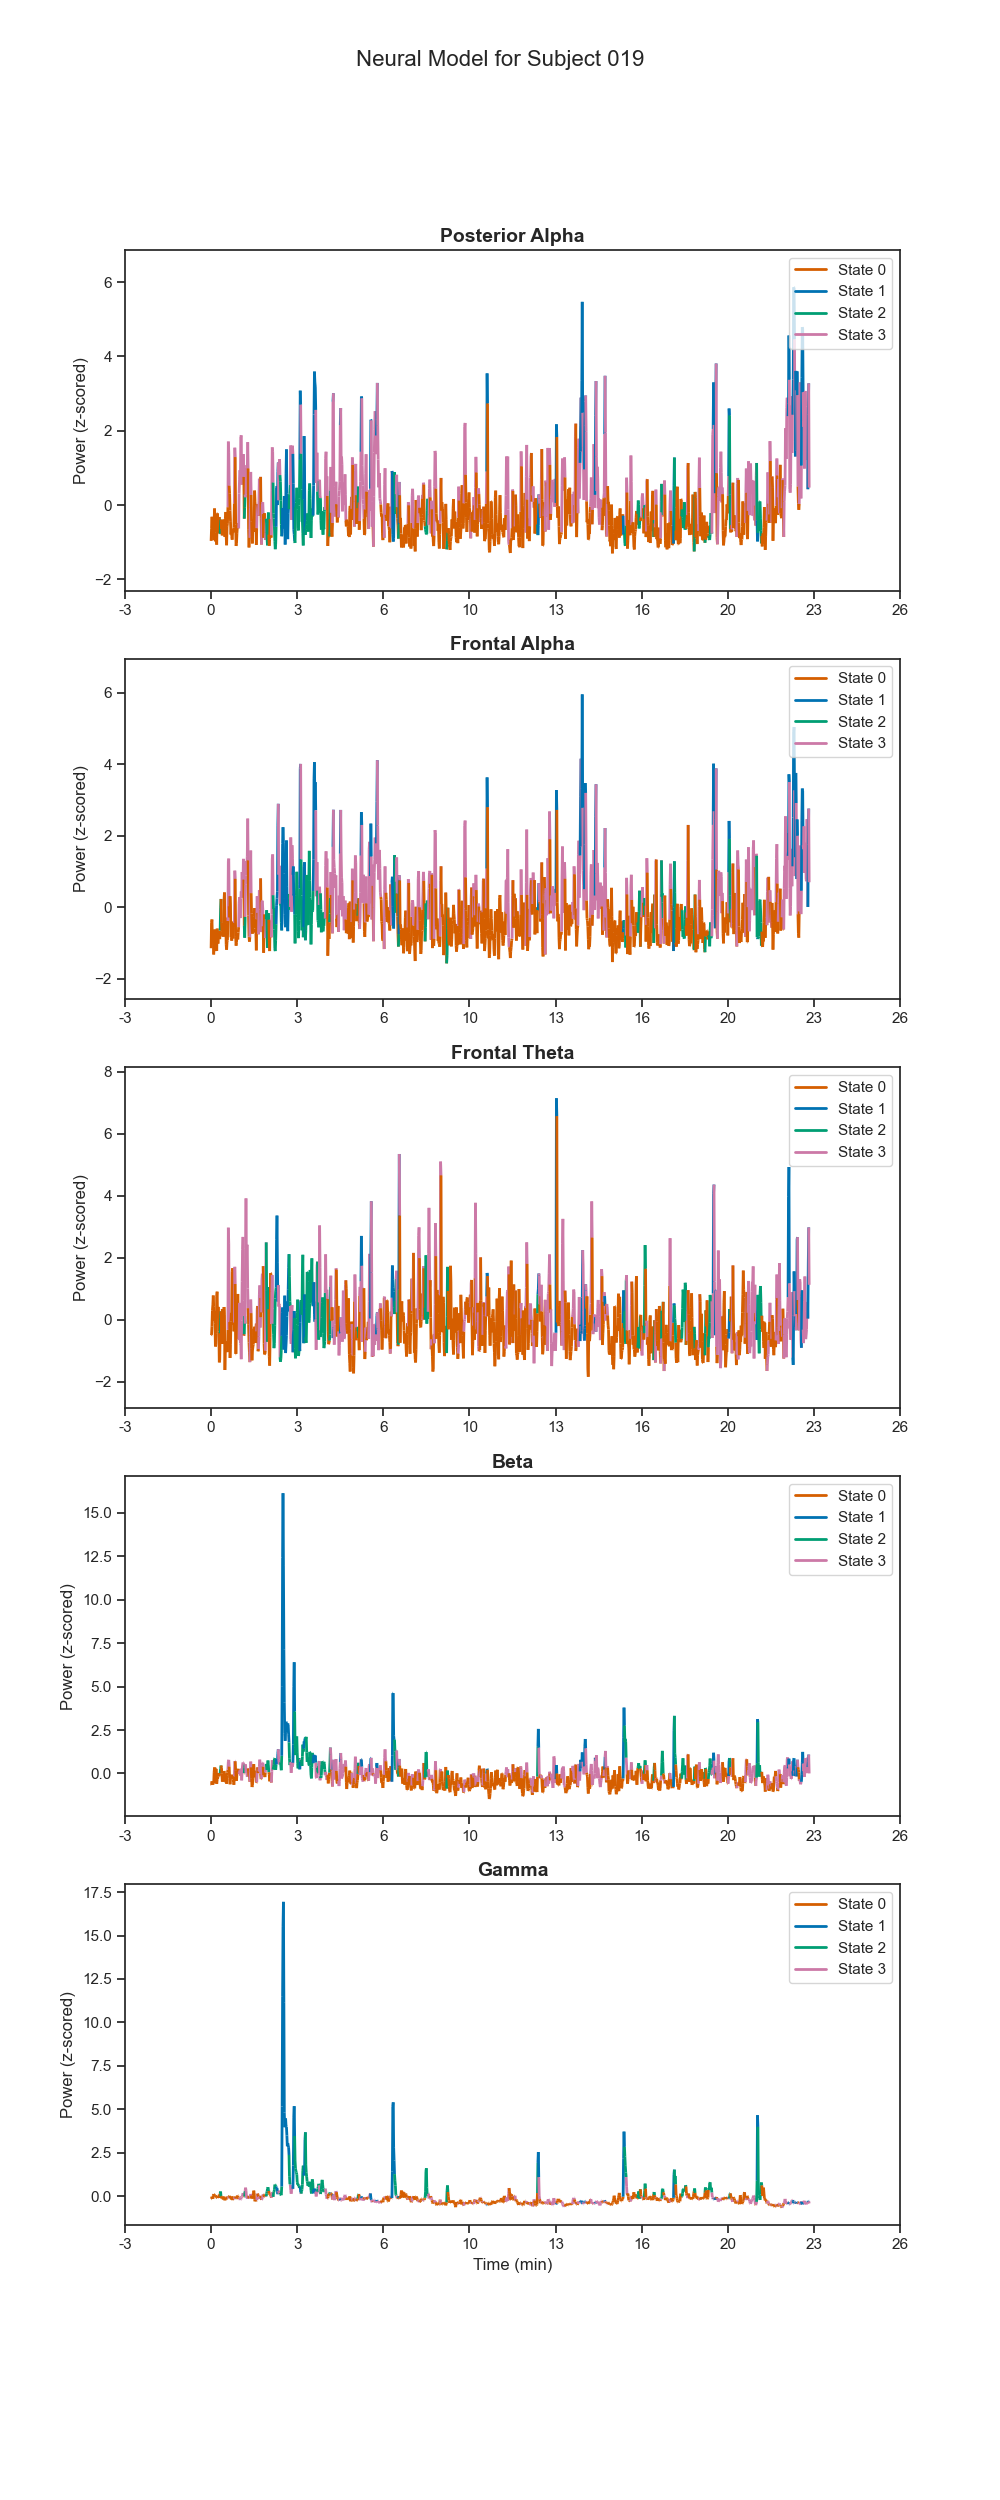 Neural Model for Subject 019
Posterior Alpha
Power (z-scored)
6
4
2
0
−2
-3 0 3 6 10 13 16 20 23 26
State 0
State 1
State 2
State 3
Frontal Alpha
Power (z-scored)
6
4
2
0
−2
-3 0 3 6 10 13 16 20 23 26
State 0
State 1
State 2
State 3
Frontal Theta
Power (z-scored)
8
6
4
2
0
−2
-3 0 3 6 10 13 16 20 23 26
State 0
State 1
State 2
State 3
Beta
Power (z-scored)
15.0
12.5
10.0
7.5
5.0
2.5
0.0
-3 0 3 6 10 13 16 20 23 26
State 0
State 1
State 2
State 3
Gamma
Power (z-scored)
17.5
15.0
12.5
10.0
7.5
5.0
2.5
0.0
-3 0 3 6 10 13 16 20 23 26
State 0
State 1
State 2
State 3
Time (min)